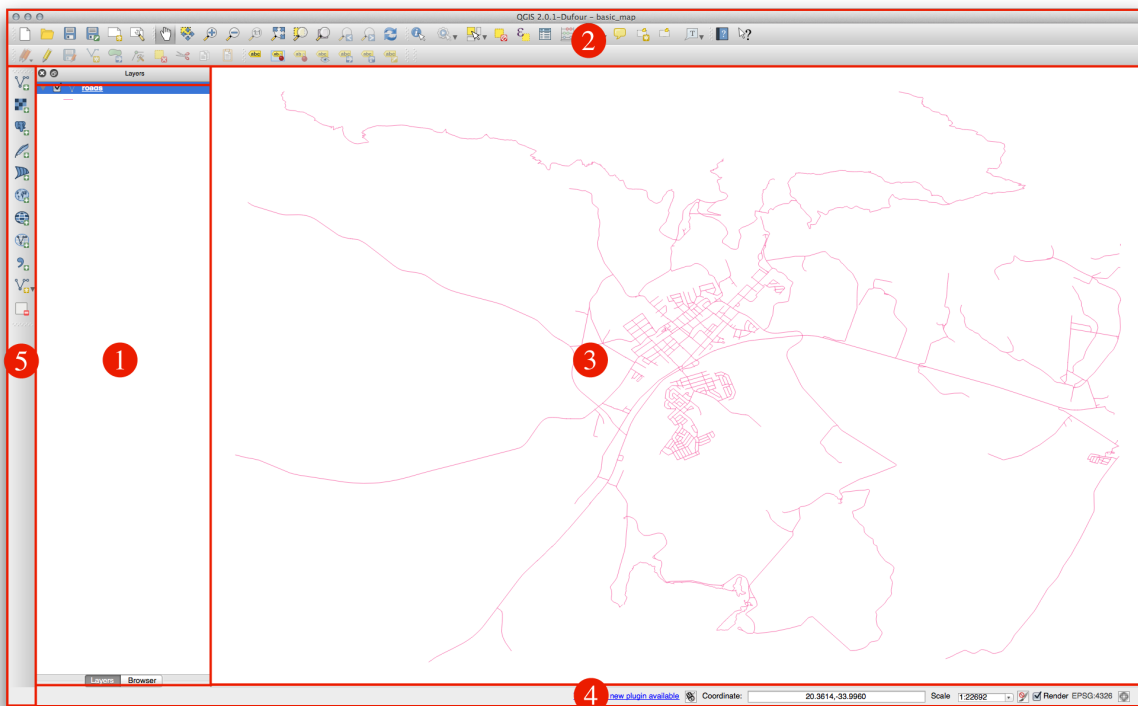 QGIS 2.0.1-Dufour - basic_map
2
Layers
roads
5
1
3
Layers Browser
4
new plugin available Coordinate: 20.3614,-33.9960 Scale 1:22692 Render EPSG:4326